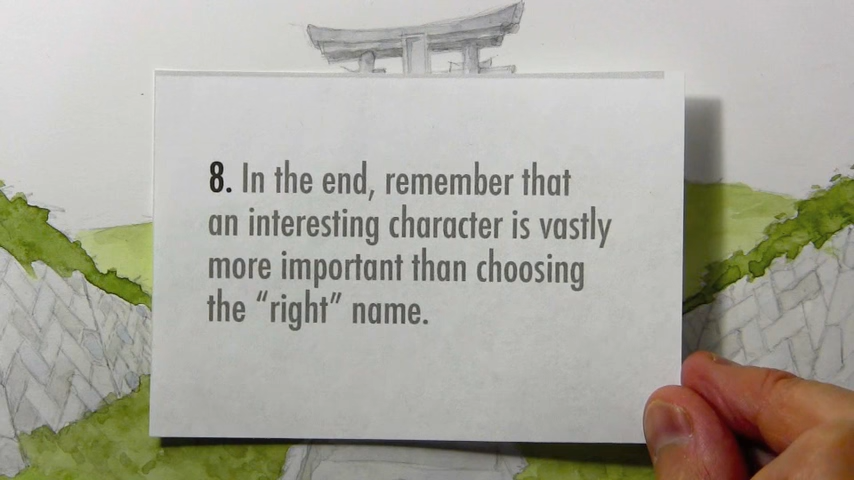 8. In the end, remember that
an interesting character is vastly
more important than choosing
the “right” name.